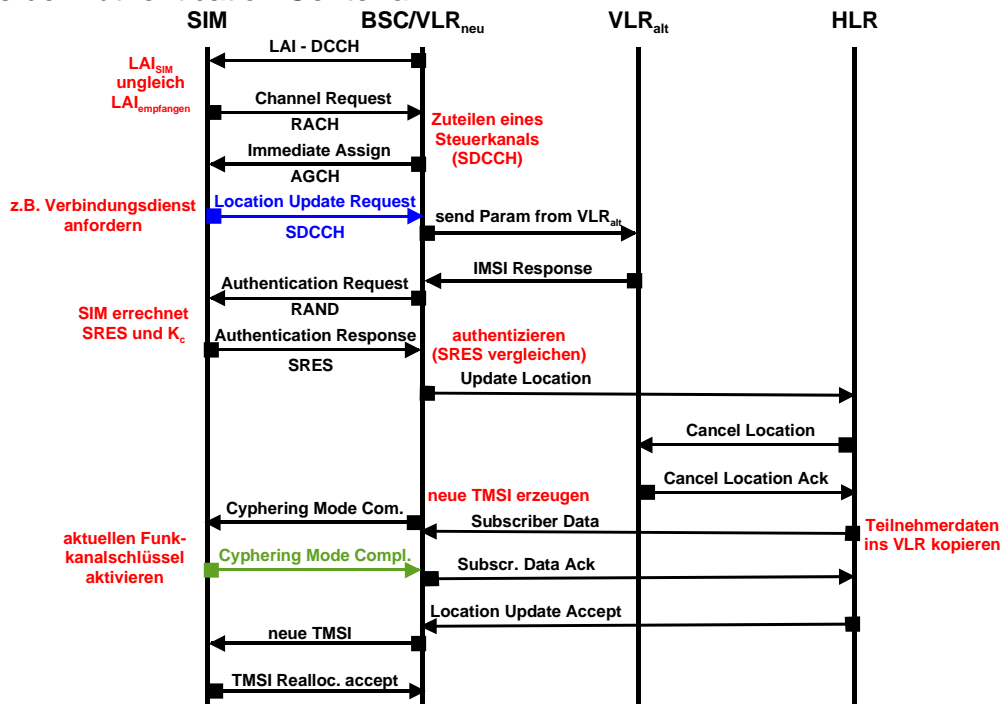 SIM BSC/VLRneu VLRalt HLR
LAI - DCCH
LAISIM
ungleich
LAIempfangen
Channel Request
RACH
Zuteilen eines
Steuerkanals
(SDCCH)
Immediate Assign
AGCH
z.B. Verbindungsdienst
anfordern
Location Update Request
SDCCH
send Param from VLRalt
IMSI Response
Authentication Request
RAND
SIM errechnet
SRES und Kc
Authentication Response
SRES
authentizieren
(SRES vergleichen)
Update Location
Cancel Location
Cancel Location Ack
neue TMSI erzeugen
Cyphering Mode Com.
Subscriber Data
Teilnehmerdaten
ins VLR kopieren
aktuellen Funk-
kanalschlüssel
aktivieren
Cyphering Mode Compl.
Subscr. Data Ack
Location Update Accept
neue TMSI
TMSI Realloc. accept